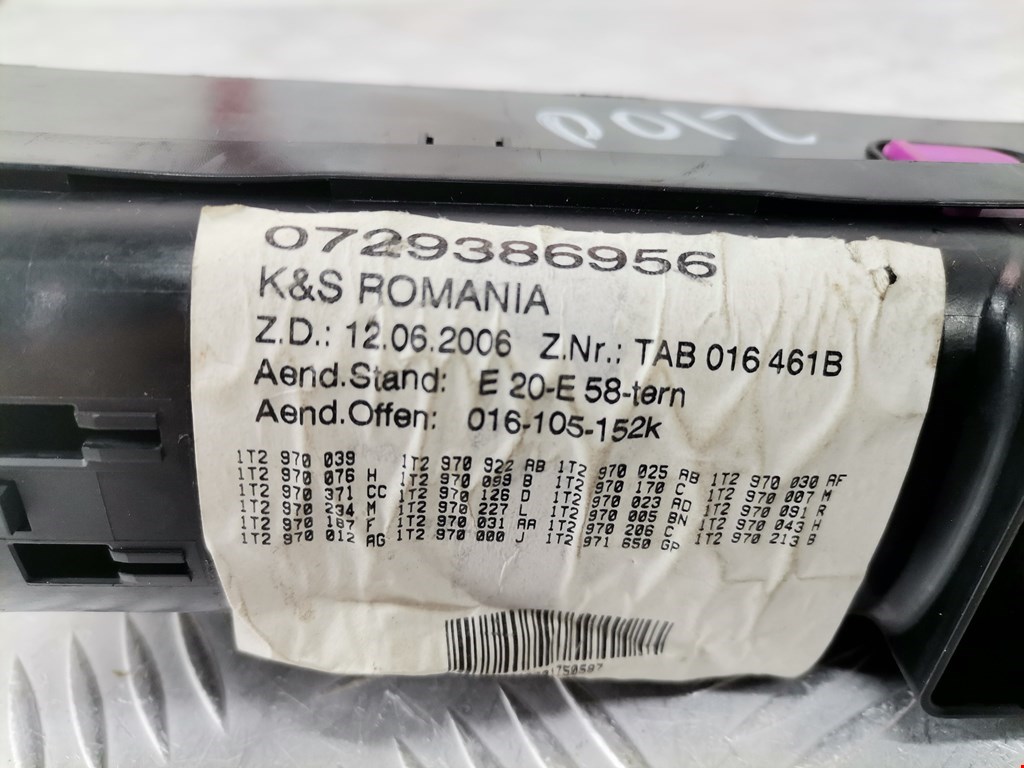 2100
0729386956
K&S ROMANIA
Z.D.: 12.06.2006 Z.Nr.: TAB 016 461B
Aend.Stand: E 20-E 58-tern
Aend.Offen: 016-105-152k
1T2 970 039 1T2 970 922 AB 1T2 970 025 AB 1T2 970 030 AF
1T2 970 076 H 1T2 970 099 B 1T2 970 170 C 1T2 970 007 M
1T2 970 371 CC 1T2 970 126 D 1T2 970 023 AD 1T2 970 091 R
1T2 970 234 M 1T2 970 227 L 1T2 970 005 BN 1T2 970 043 H
1T2 970 187 F 1T2 970 031 AA 1T2 970 206 C 1T2 970 213 B
1T2 970 012 AG 1T2 970 000 J 1T2 971 650 GP